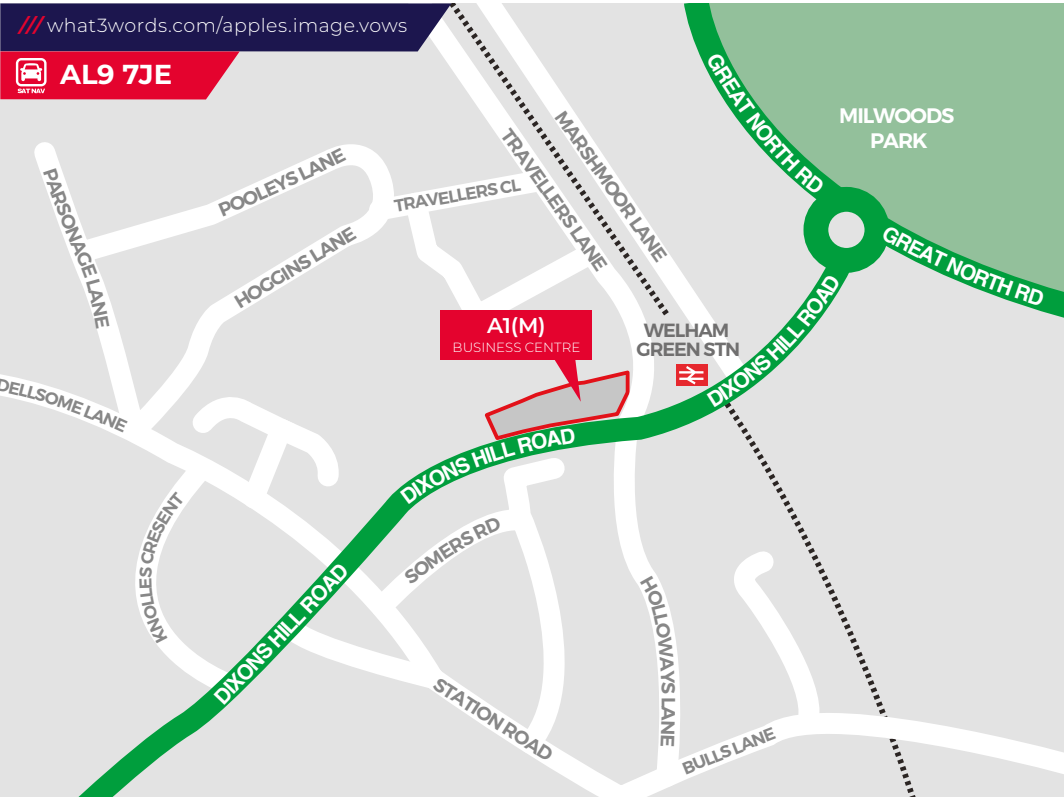 /// what3words.com/apples.image.vows
SAT NAV
AL9 7JE
GREAT NORTH RD
MILWOODS
PARK
GREAT NORTH RD
MARSHMOOR LANE
TRAVELLERS LANE
TRAVELLERS CL
POOLEYS LANE
PARSONAGE LANE
HOGGINS LANE
A1(M)
BUSINESS CENTRE
WELHAM
GREEN STN
DIXONS HILL ROAD
DELLSOME LANE
DIXONS HILL ROAD
KNOLLES CRESENT
SOMERS RD
DIXONS HILL ROAD
HOLLOWAYS LANE
STATION ROAD
BULLS LANE